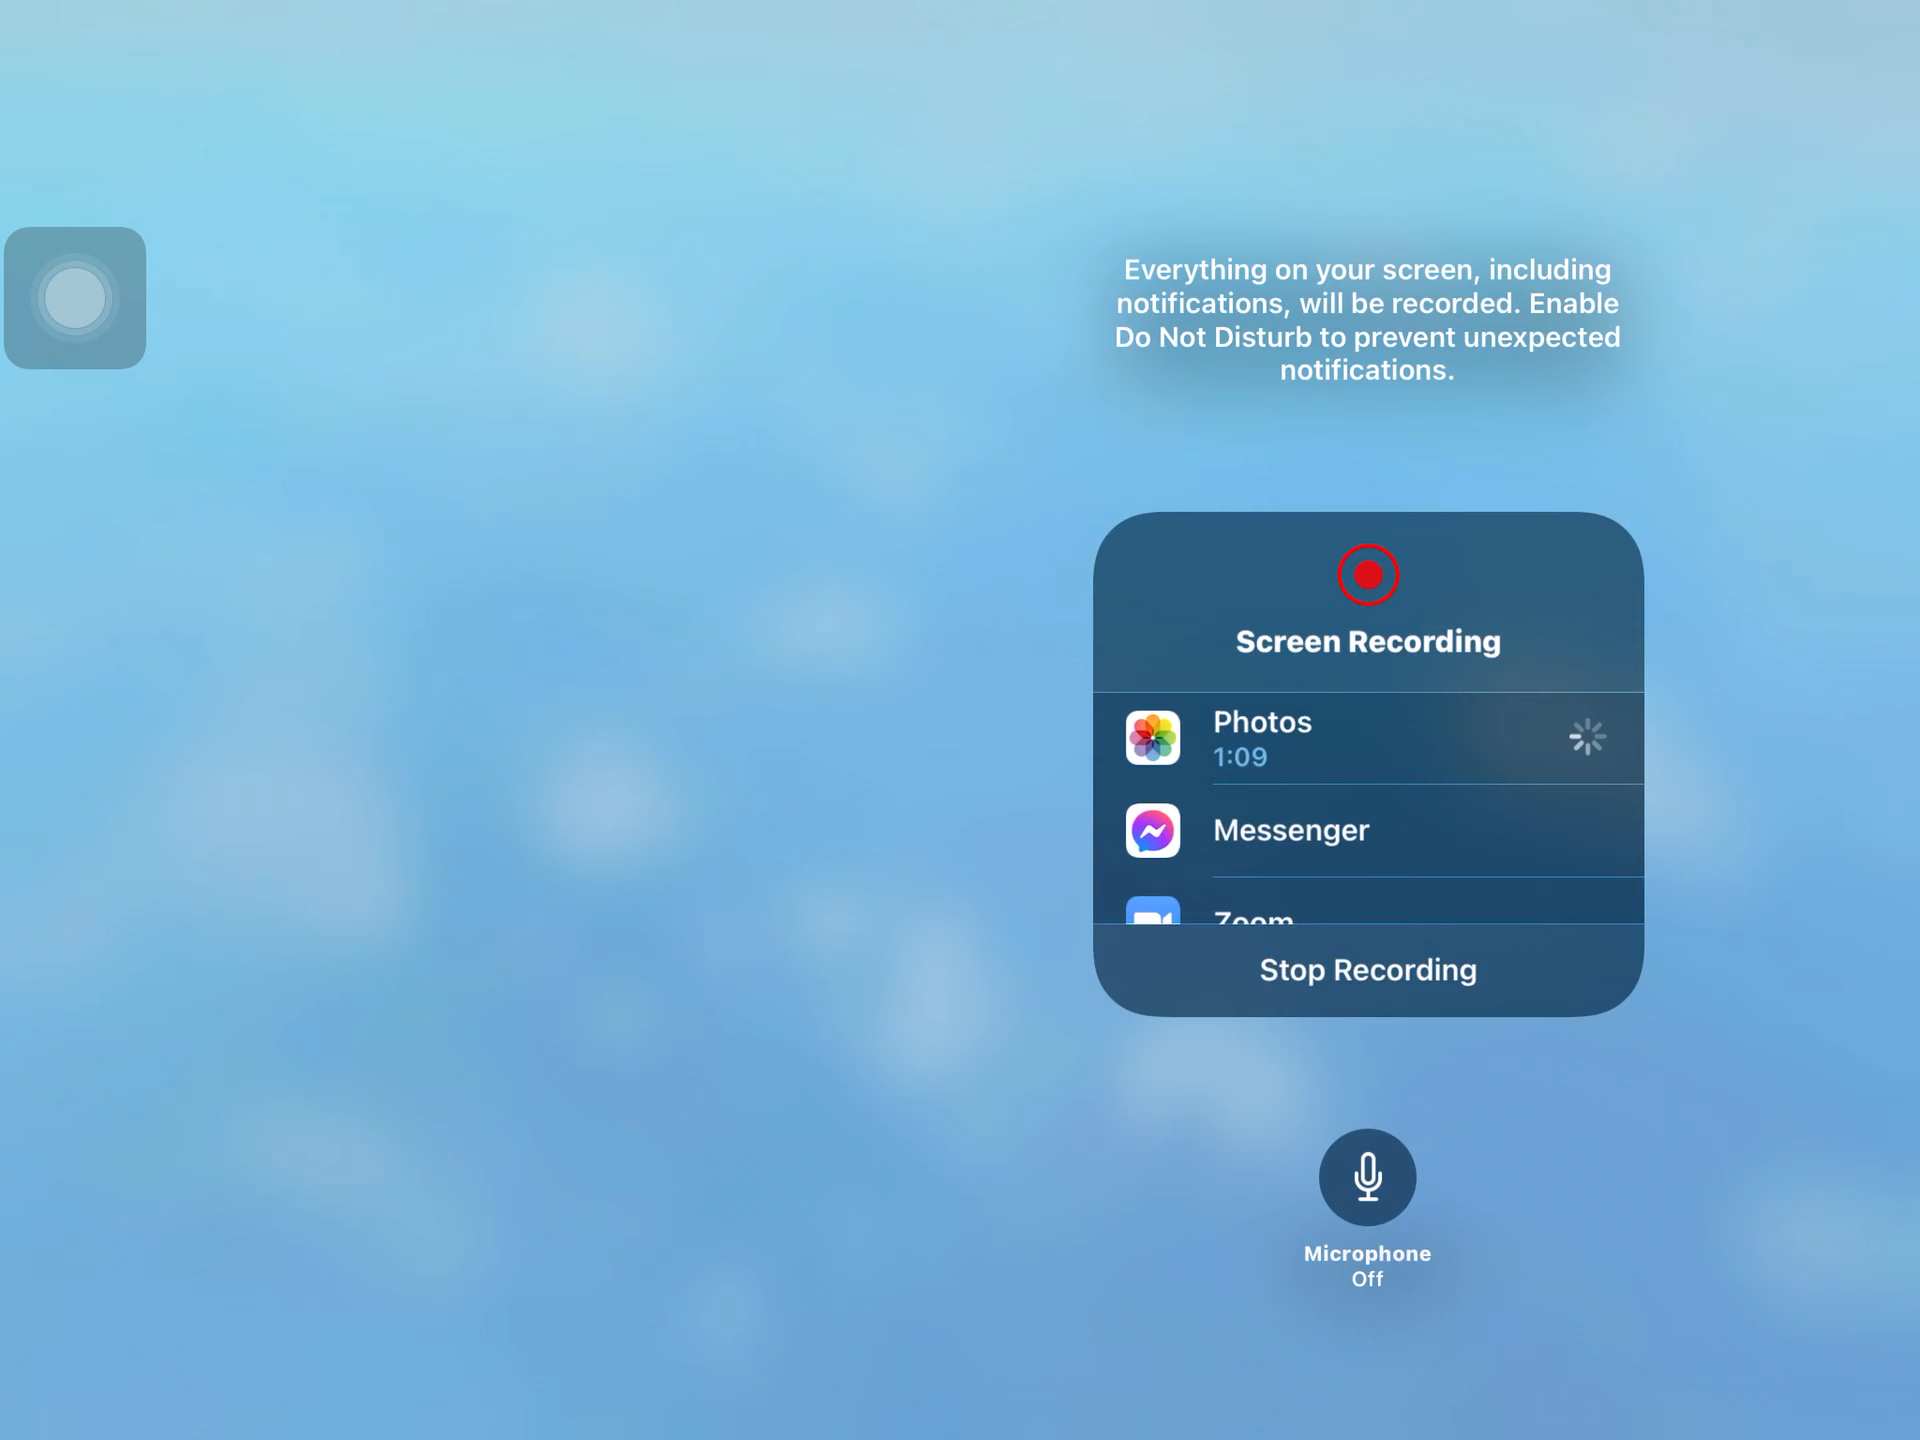 Everything on your screen, including
notifications, will be recorded. Enable
Do Not Disturb to prevent unexpected
notifications.
Screen Recording
Photos
1:09
Messenger
Zoom
Stop Recording
Microphone
Off